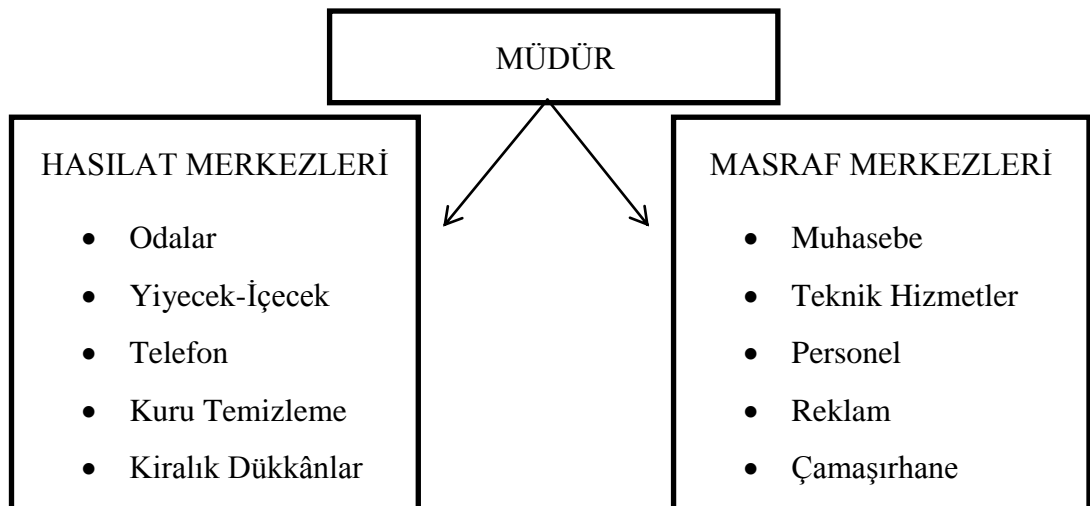 MÜDÜR
HASILAT MERKEZLERİ
• Odalar
• Yiyecek-İçecek
• Telefon
• Kuru Temizleme
• Kiralık Dükkânlar
MASRAF MERKEZLERİ
• Muhasebe
• Teknik Hizmetler
• Personel
• Reklam
• Çamaşırhane